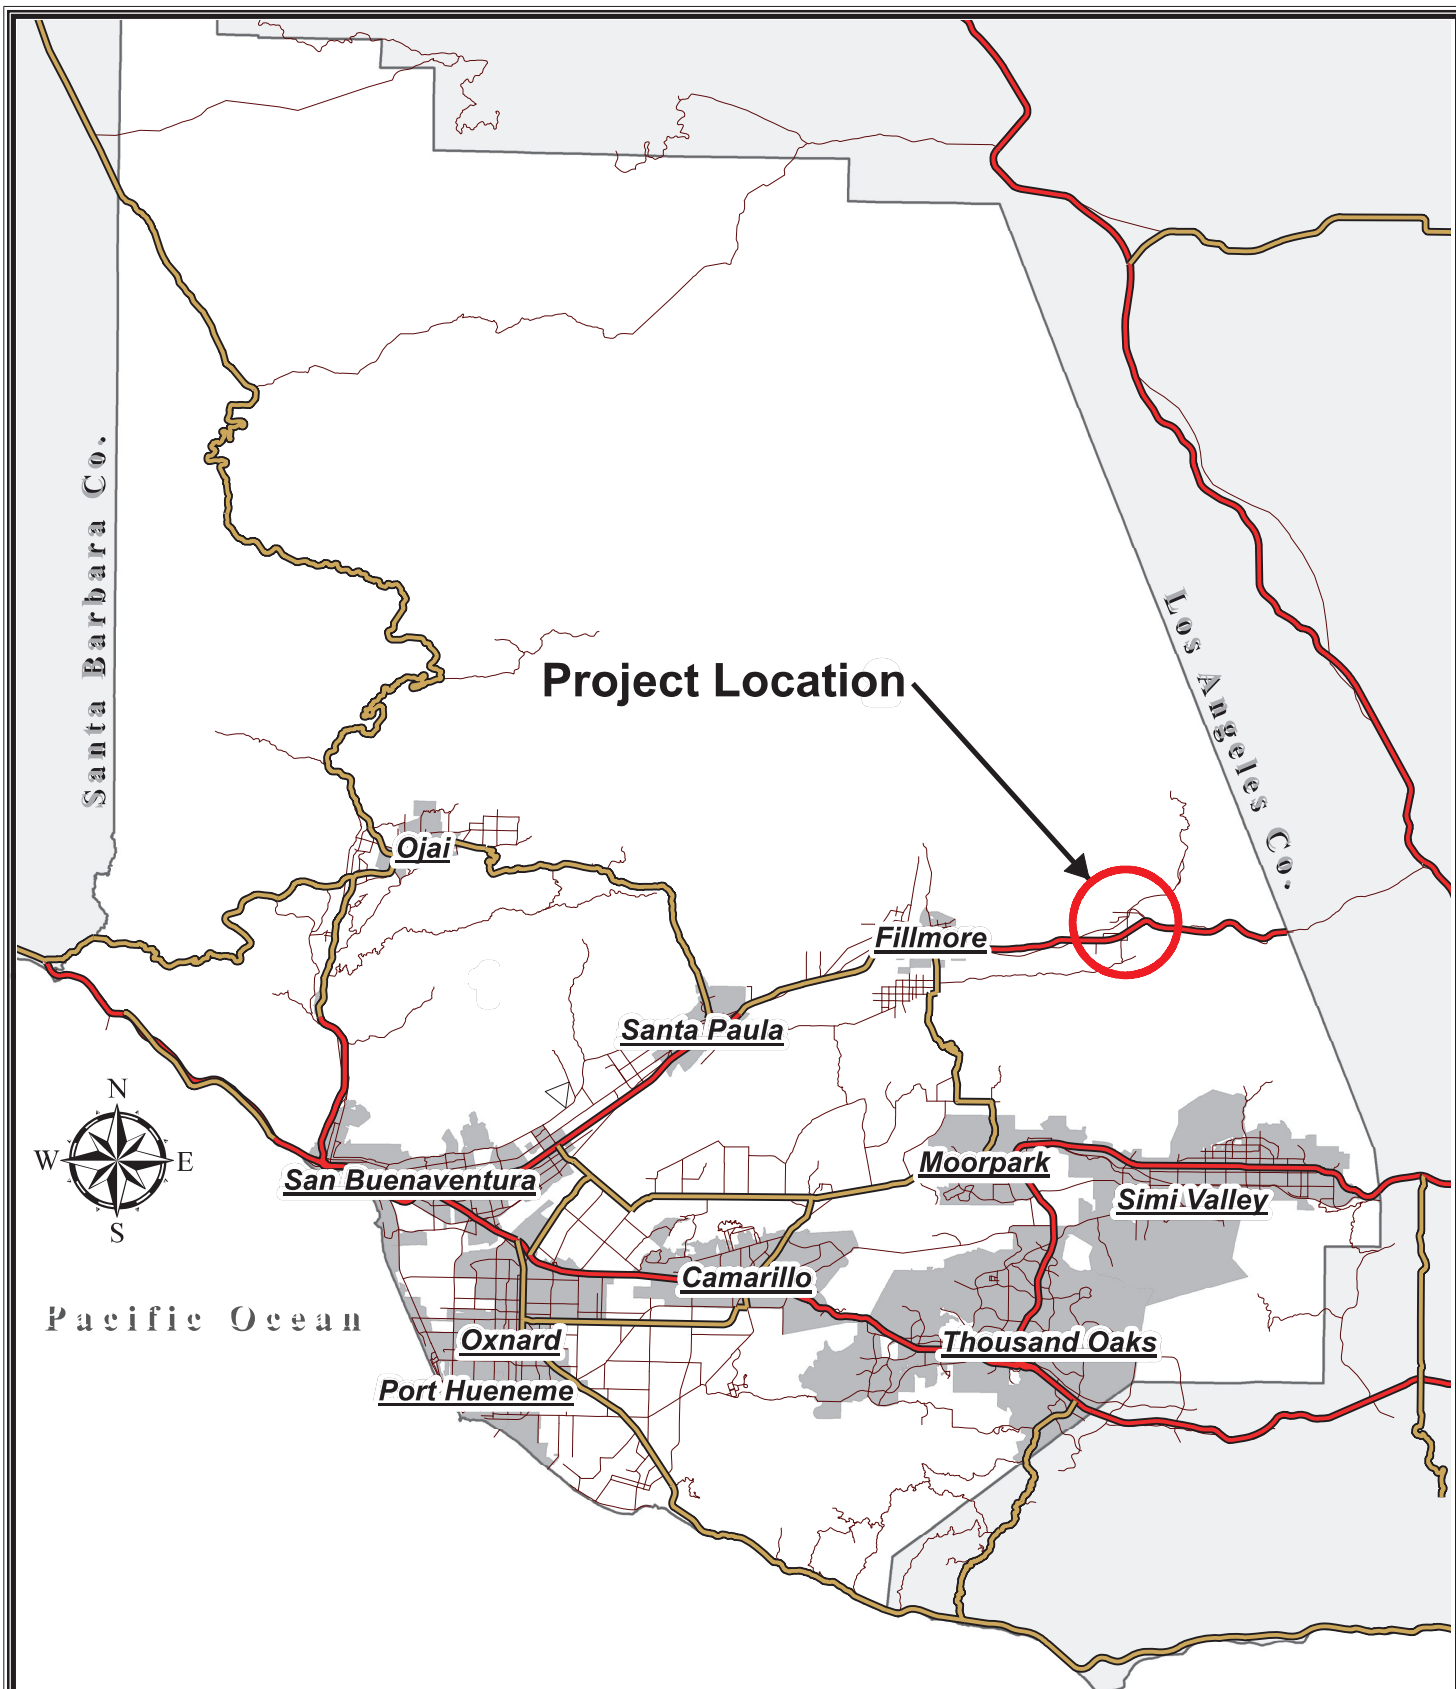 Santa Barbara Co.
Los Angeles Co.
Project Location
Ojai
Fillmore
Santa Paula
N
W
E
S
San Buenaventura
Moorpark
Simi Valley
Camarillo
Pacific Ocean
Oxnard
Thousand Oaks
Port Hueneme